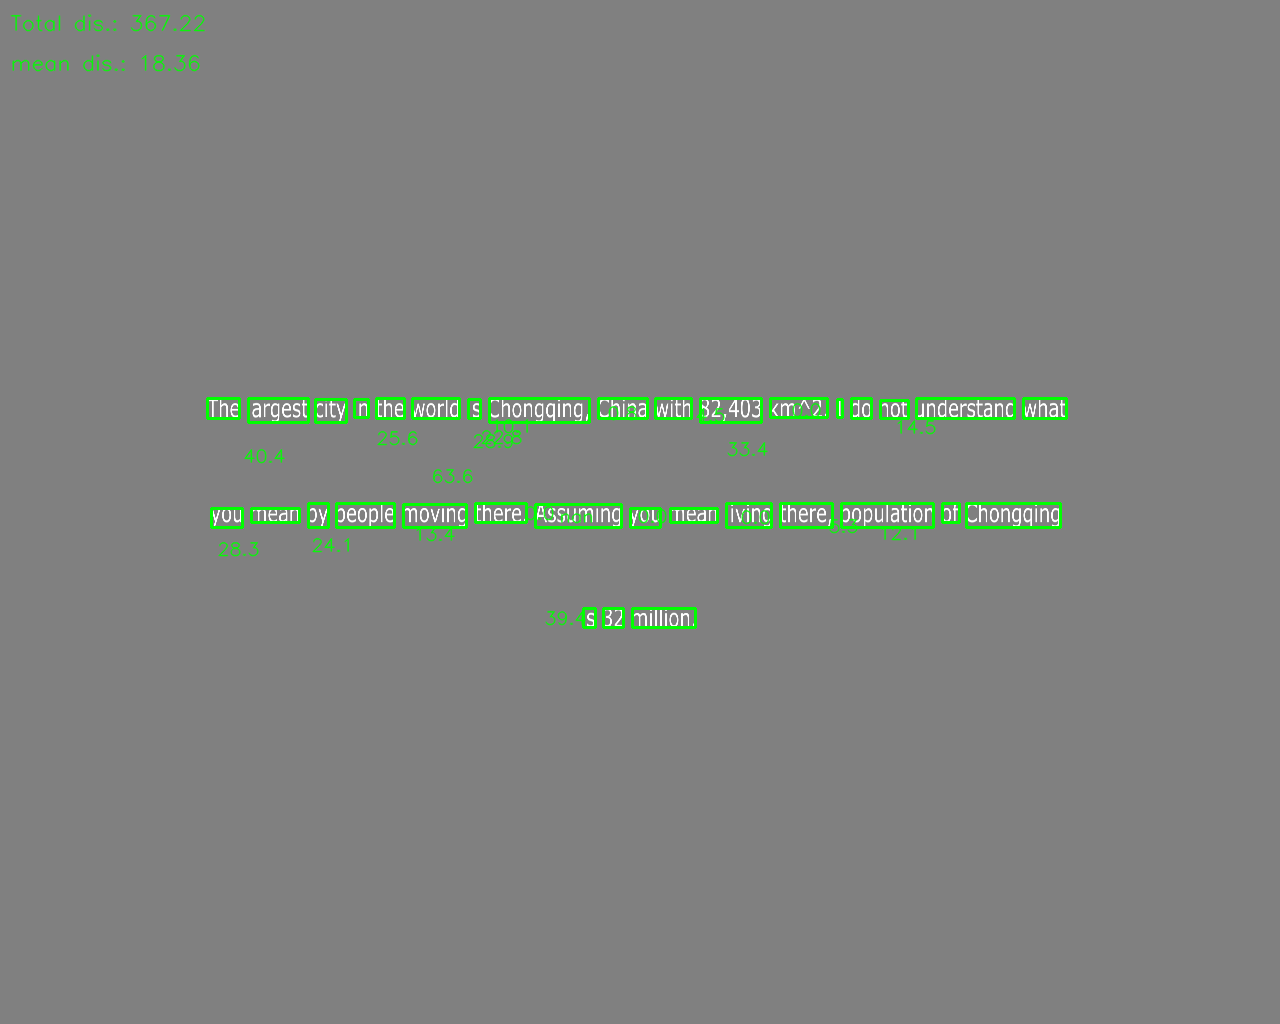 Total dis.: 367.22
mean dis.: 18.36
The largest city in the world is Chongqing, China with 82,403 km^2. I do not understand what
40.4 25.6 26.9 63.6 33.4 14.5
you mean by people moving there. Assuming you mean living there, population of Chongqing
28.3 24.1 13.4 12.1
39.4 is 32 million.